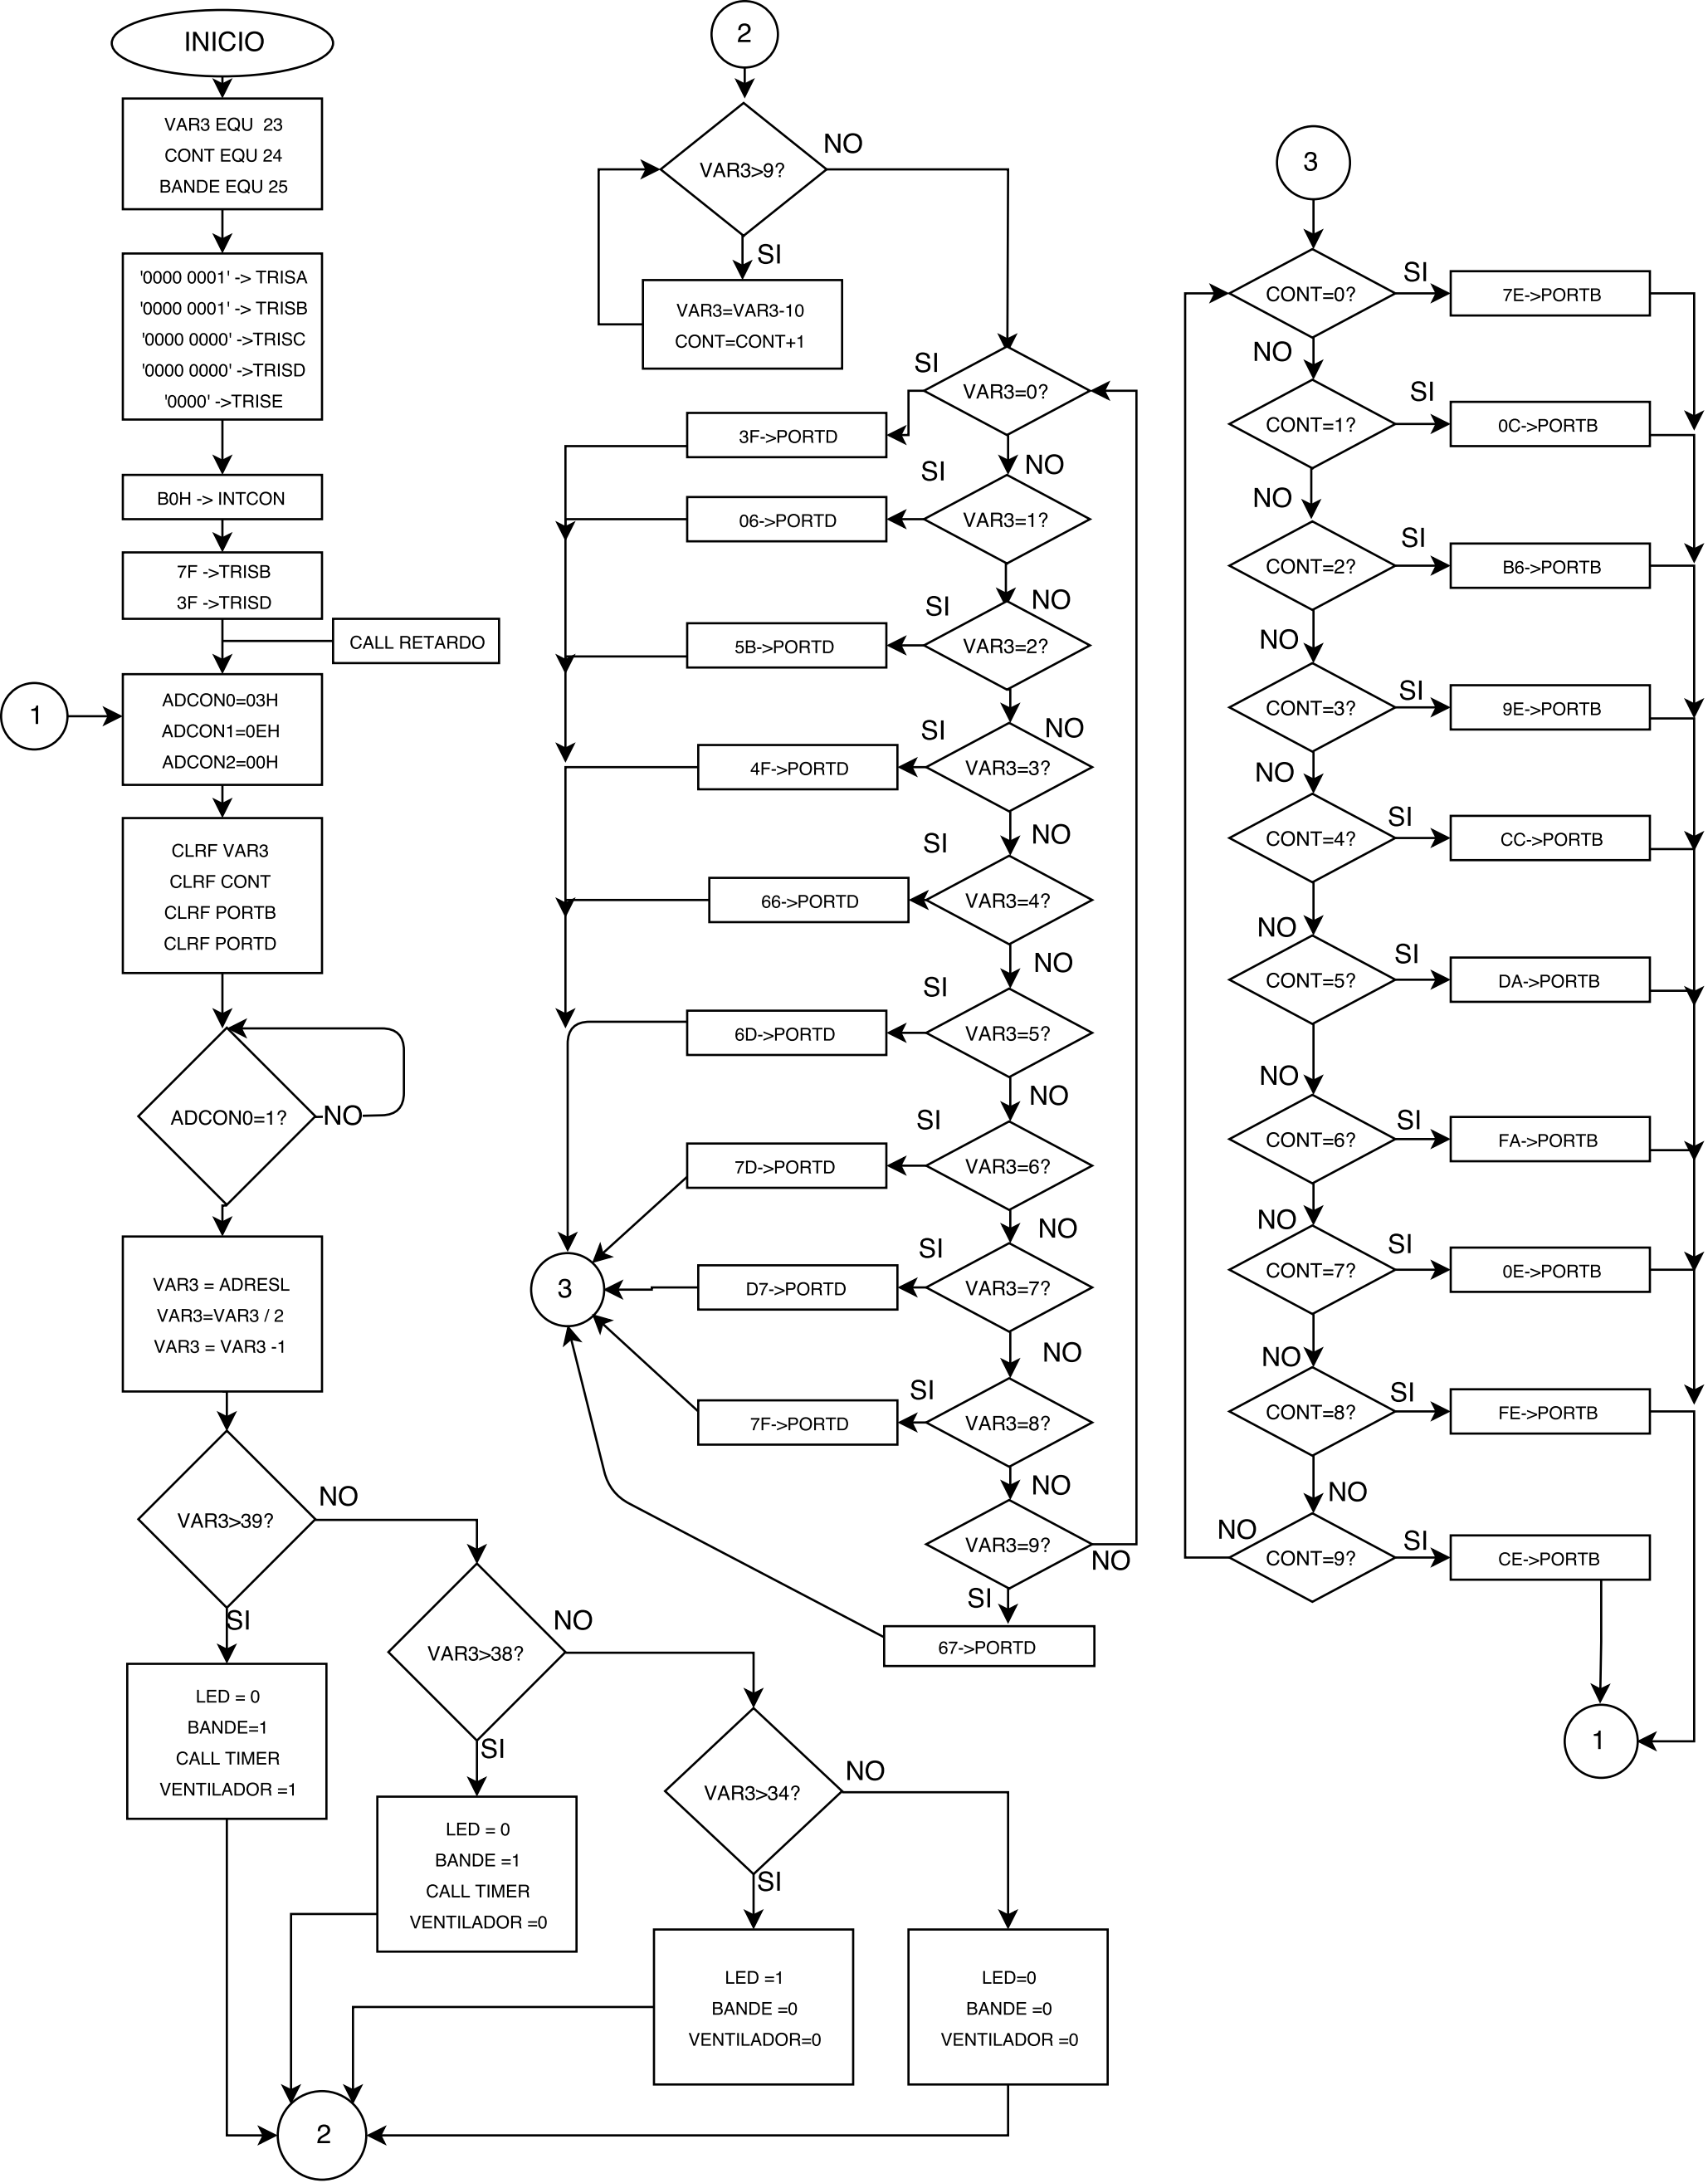 INICIO
VAR3 EQU 23
CONT EQU 24
BANDE EQU 25
'0000 0001' -> TRISA
'0000 0001' -> TRISB
'0000 0000' ->TRISC
'0000 0000' ->TRISD
'0000' ->TRISE
B0H -> INTCON
7F ->TRISB
3F ->TRISD
CALL RETARDO
1
ADCON0=03H
ADCON1=0EH
ADCON2=00H
CLRF VAR3
CLRF CONT
CLRF PORTB
CLRF PORTD
ADCON0=1?
NO
VAR3 = ADRESL
VAR3=VAR3 / 2
VAR3 = VAR3 -1
VAR3>39?
NO
SI
LED = 0
BANDE=1
CALL TIMER
VENTILADOR =1
VAR3>38?
NO
SI
LED = 0
BANDE =1
CALL TIMER
VENTILADOR =0
VAR3>34?
NO
SI
LED =1
BANDE =0
VENTILADOR=0
LED=0
BANDE =0
VENTILADOR =0
2
2
VAR3>9?
NO
SI
VAR3=VAR3-10
CONT=CONT+1
VAR3=0?
SI
3F->PORTD
NO
VAR3=1?
SI
06->PORTD
NO
VAR3=2?
SI
5B->PORTD
NO
VAR3=3?
SI
4F->PORTD
NO
VAR3=4?
SI
66->PORTD
NO
VAR3=5?
SI
6D->PORTD
NO
VAR3=6?
SI
7D->PORTD
NO
VAR3=7?
SI
D7->PORTD
NO
VAR3=8?
SI
7F->PORTD
NO
VAR3=9?
NO
SI
67->PORTD
3
3
CONT=0?
SI
7E->PORTB
NO
CONT=1?
SI
0C->PORTB
NO
CONT=2?
SI
B6->PORTB
NO
CONT=3?
SI
9E->PORTB
NO
CONT=4?
SI
CC->PORTB
NO
CONT=5?
SI
DA->PORTB
NO
CONT=6?
SI
FA->PORTB
NO
CONT=7?
SI
0E->PORTB
NO
CONT=8?
SI
FE->PORTB
NO
CONT=9?
NO
SI
CE->PORTB
1